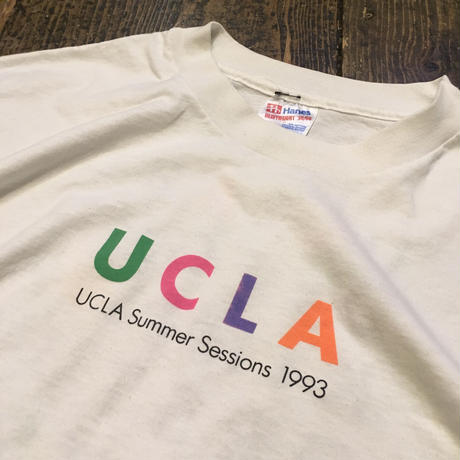 Hanes
HEAVYWEIGHT 50/50
UCLA
UCLA Summer Sessions 1993